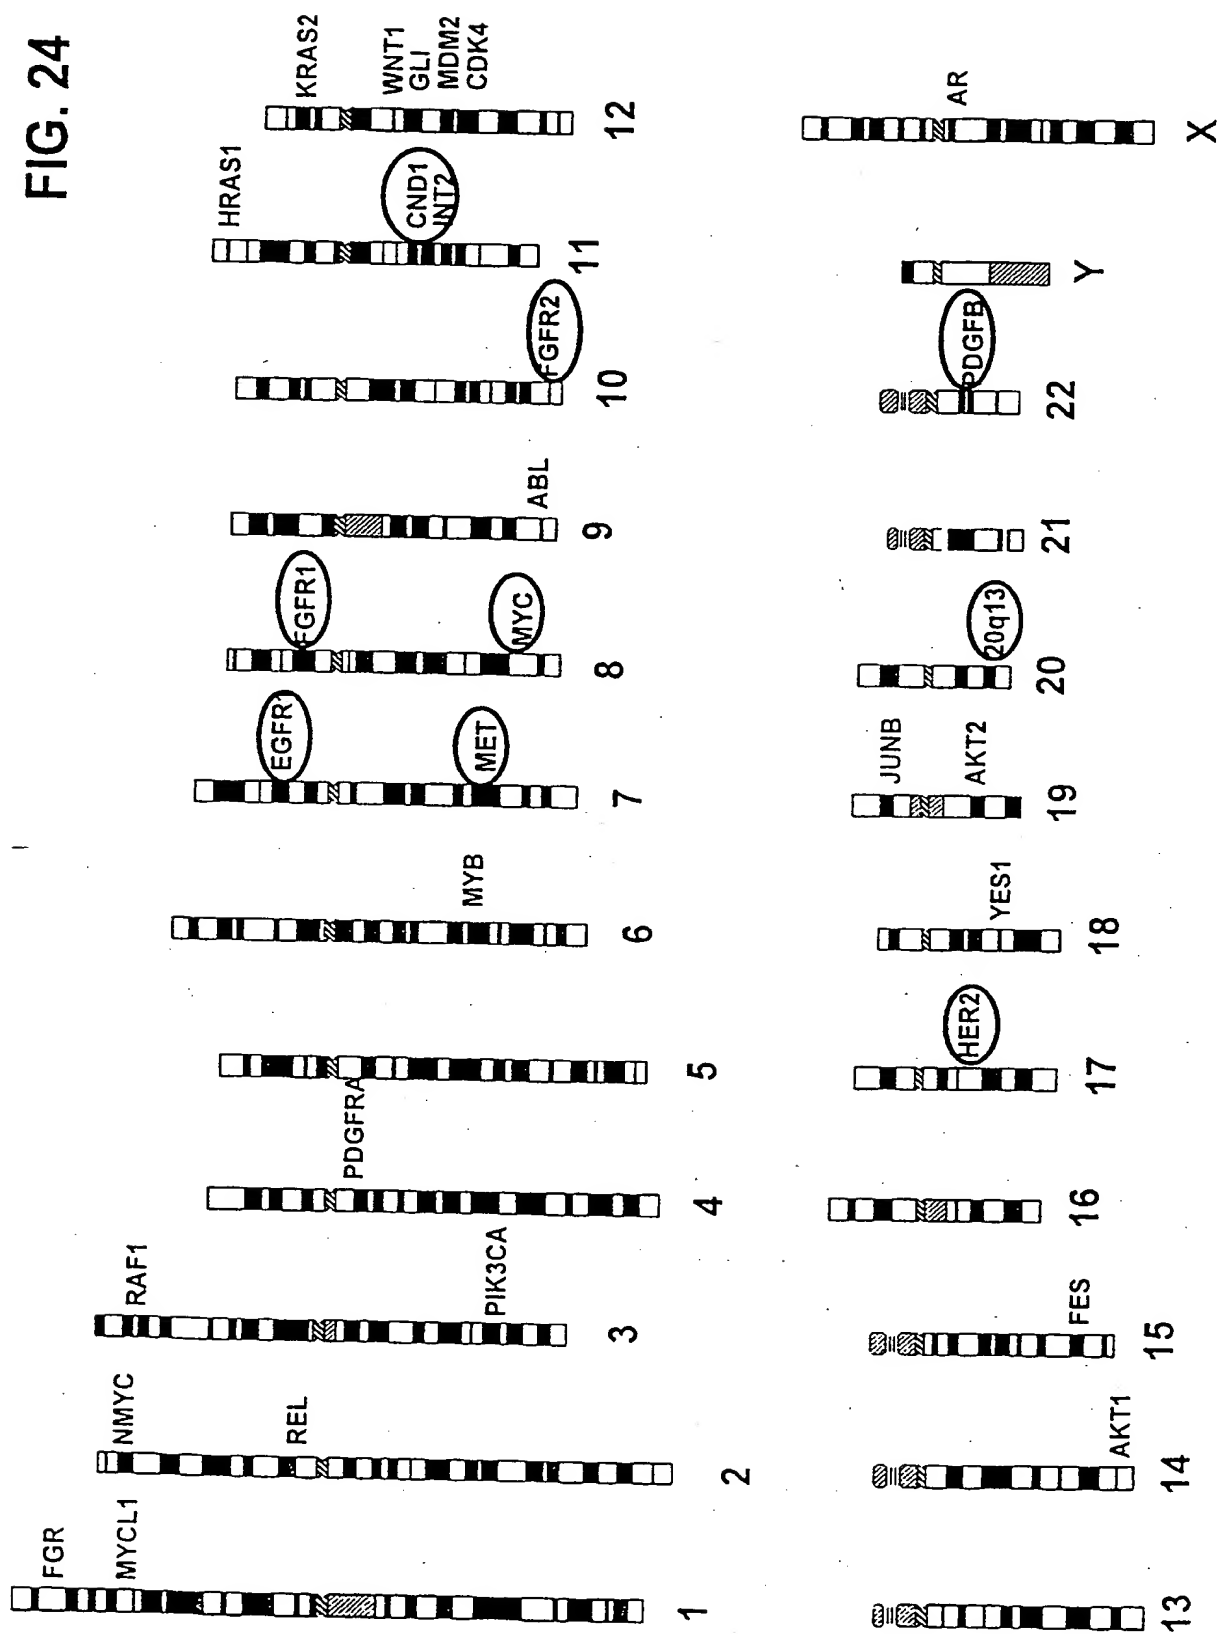 FIG. 24
FGR
MYCL1
1
NMYC
REL
2
RAF1
PIK3CA
3
PDGFRA
4
5
MYB
6
EGFR1
MET
7
FGFR1
MYC
8
ABL
9
FGFR2
10
HRAS1
CND1
INT2
11
KRAS2
WNT1
GLI
MDM2
CDK4
12
13
AKT1
14
FES
15
16
HER2
17
YES1
18
JUNB
AKT2
19
20q13
20
21
PDGFB
22
Y
AR
X